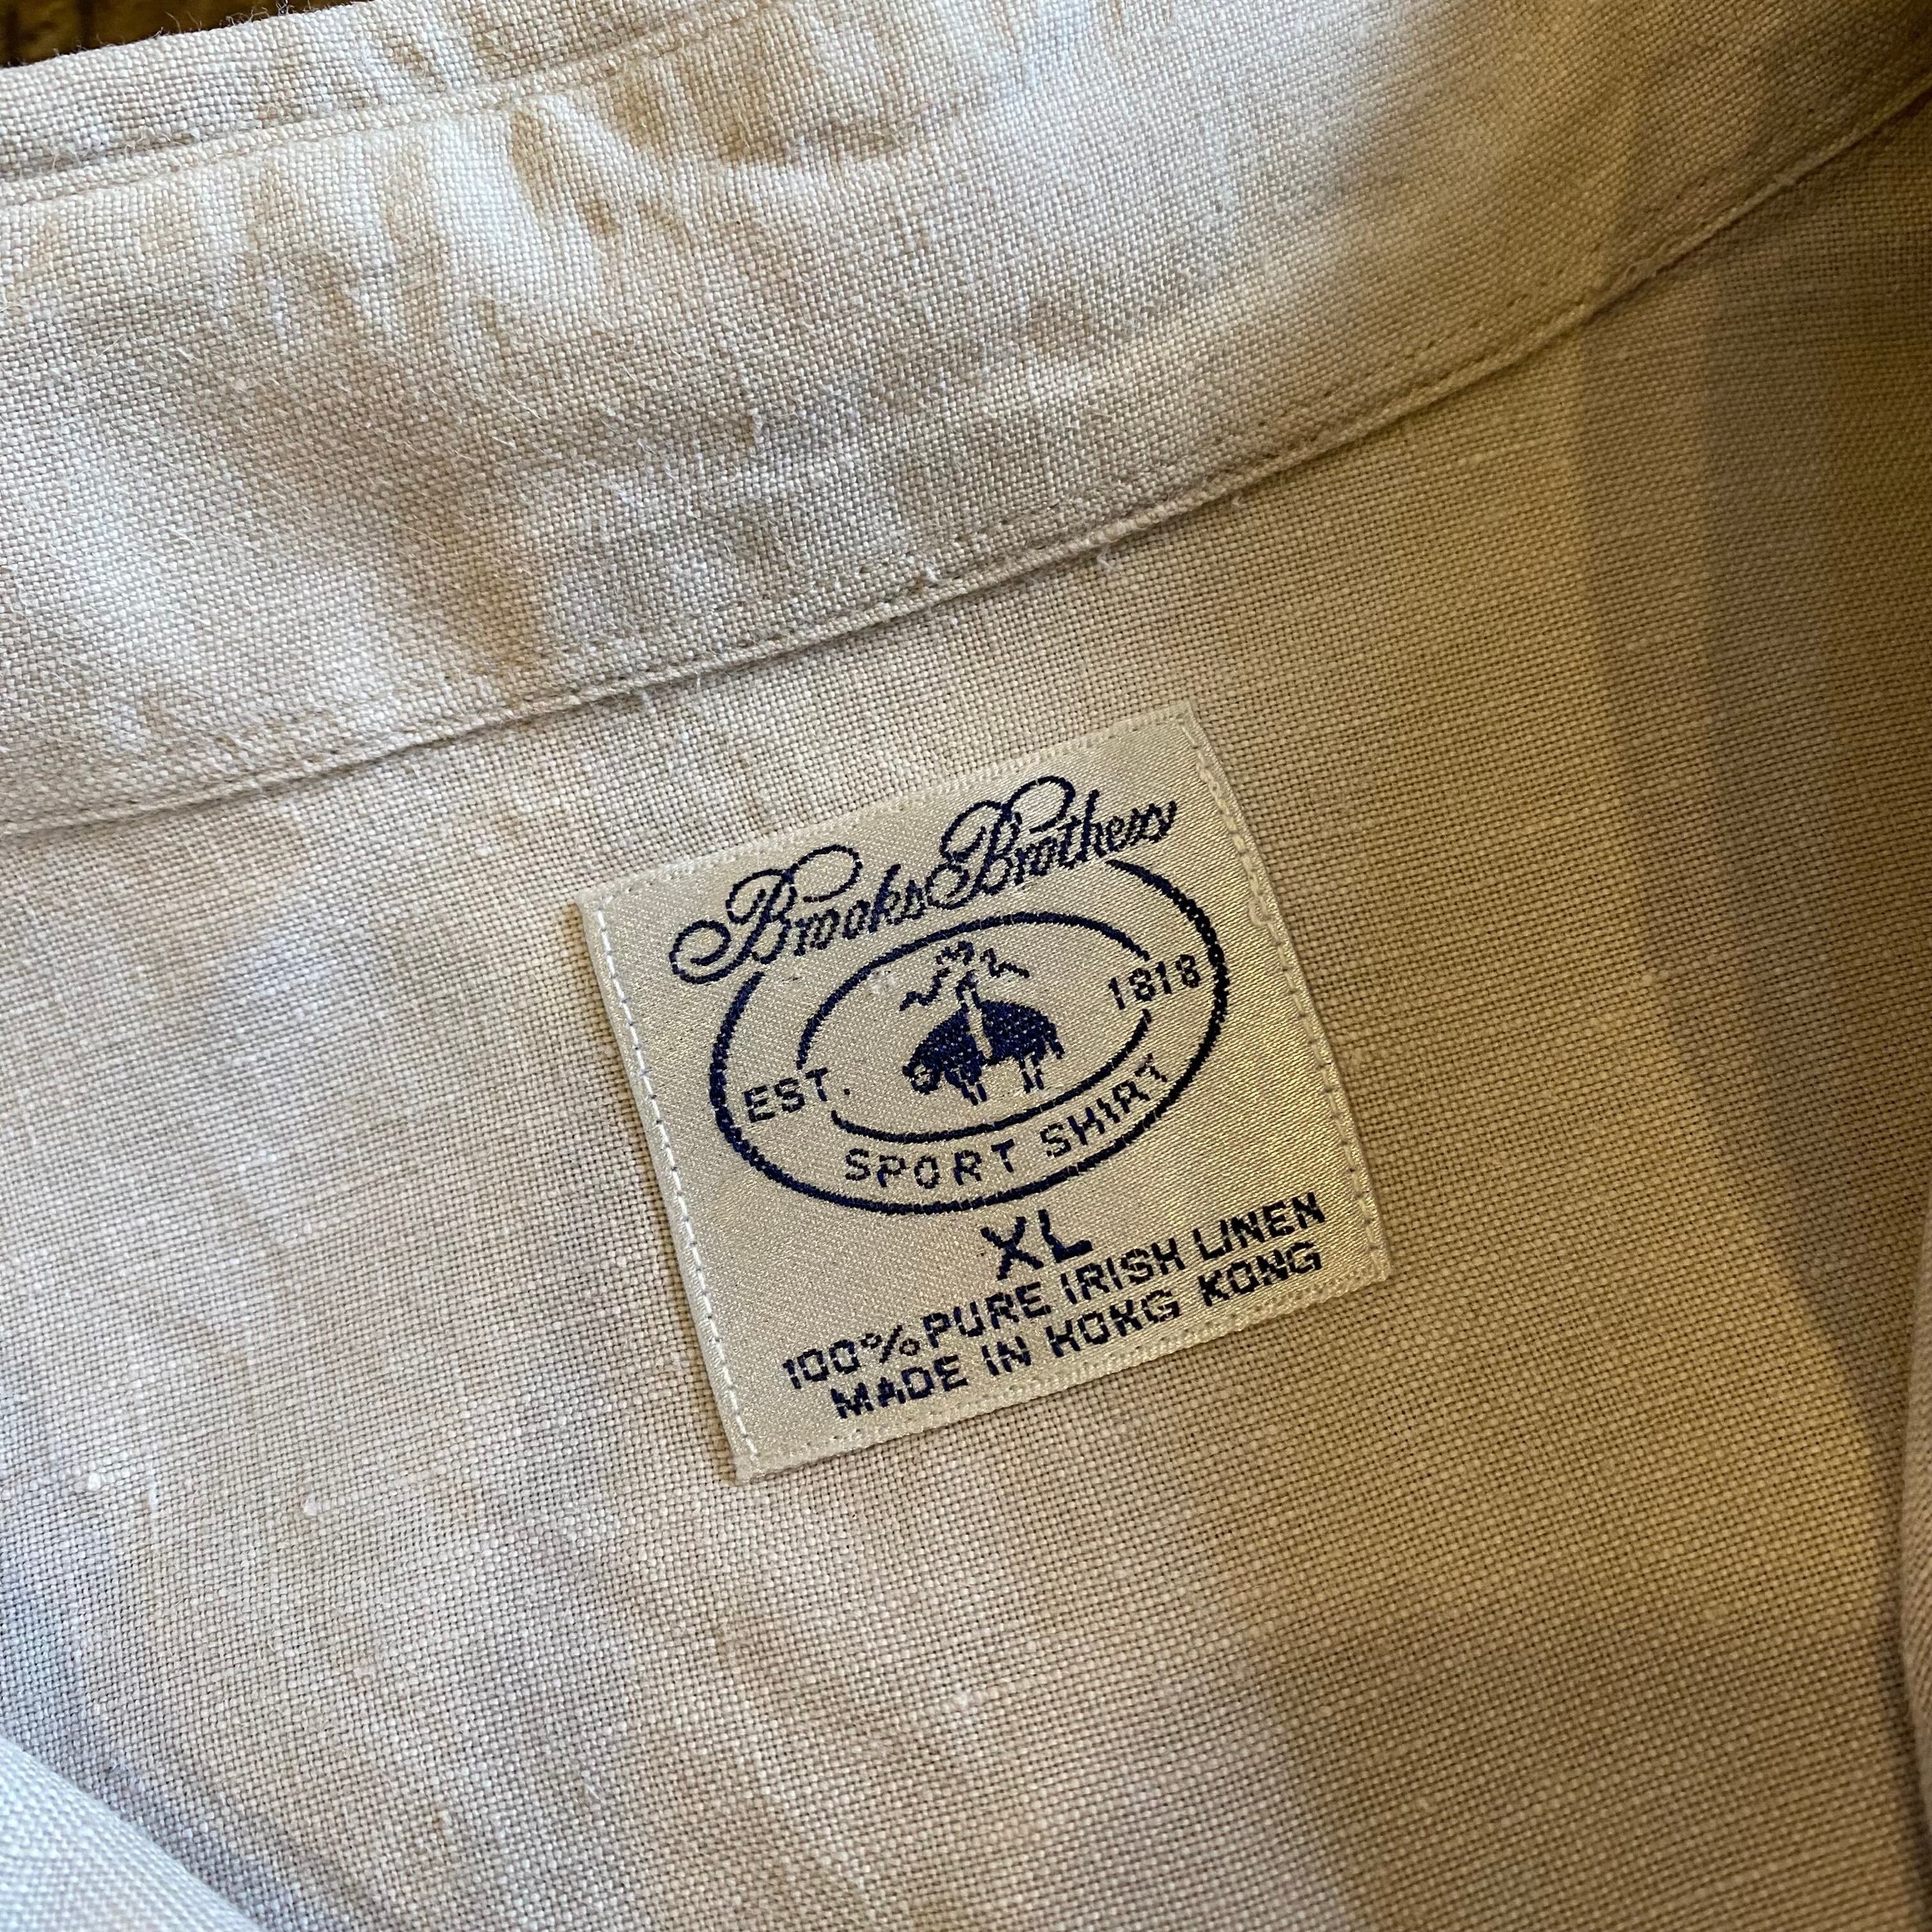 Brooks Brothers
EST. 1818
SPORT SHIRT
XL
100% PURE IRISH LINEN
MADE IN HONG KONG